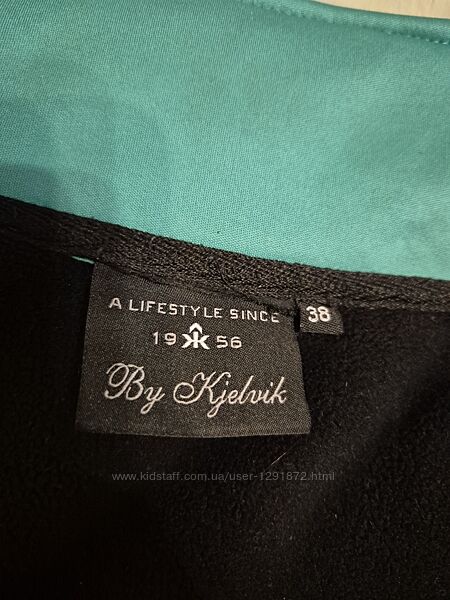 A LIFESTYLE SINCE
38
19 56
By Kjelvik
www.kidstaff.com.ua/user-1291872.html